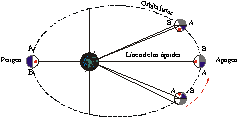 Órbita lunar
B A
A
B
Línea de los ápsides
Perigeo
Apogeo
B
A
A B